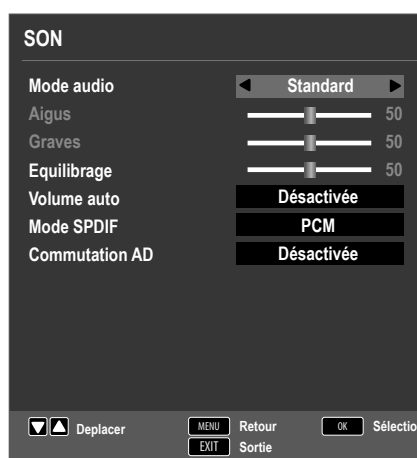 SON
Mode audio Standard
Aigus 50
Graves 50
Equilibrage 50
Volume auto Désactivée
Mode SPDIF PCM
Commutation AD Désactivée
Deplacer MENU Retour OK Sélectio
EXIT Sortie